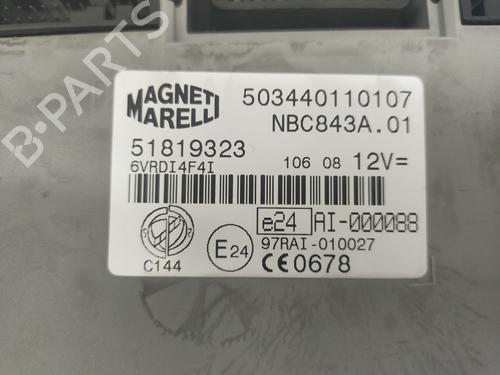 MAGNETI
MARELLI
503440110107
NBC843A.01
51819323
6VRDI4F4I
106 08 12V=
e24 AI-000088
E24
97RAI-010027
C144
CE0678
B-PARTS